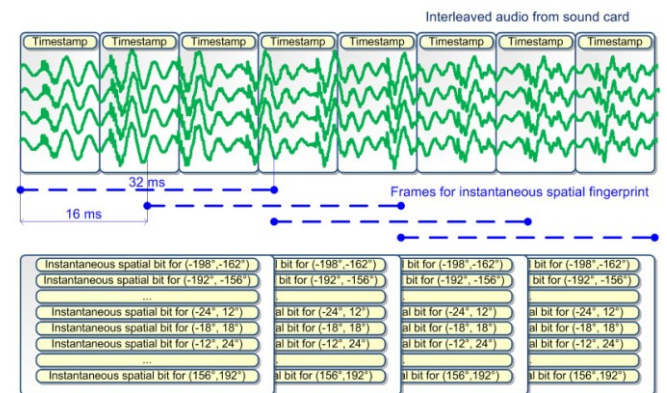 Interleaved audio from sound card
Timestamp Timestamp Timestamp Timestamp Timestamp Timestamp Timestamp Timestamp
32 ms
Frames for instantaneous spatial fingerprint
16 ms
Instantaneous spatial bit for (-198°,-162°) l bit for (-198°,-162°) l bit for (-198°,-162°) l bit for (-198°,-162°)
Instantaneous spatial bit for (-192°, -156°) l bit for (-192°, -156°) l bit for (-192°, -156°) l bit for (-192°, -156°)
...
Instantaneous spatial bit for (-24°, 12°) al bit for (-24°, 12°) al bit for (-24°, 12°) al bit for (-24°, 12°)
Instantaneous spatial bit for (-18°, 18°) al bit for (-18°, 18°) al bit for (-18°, 18°) al bit for (-18°, 18°)
Instantaneous spatial bit for (-12°, 24°) al bit for (-12°, 24°) al bit for (-12°, 24°) al bit for (-12°, 24°)
...
Instantaneous spatial bit for (156°,192°) al bit for (156°,192°) al bit for (156°,192°) al bit for (156°,192°)